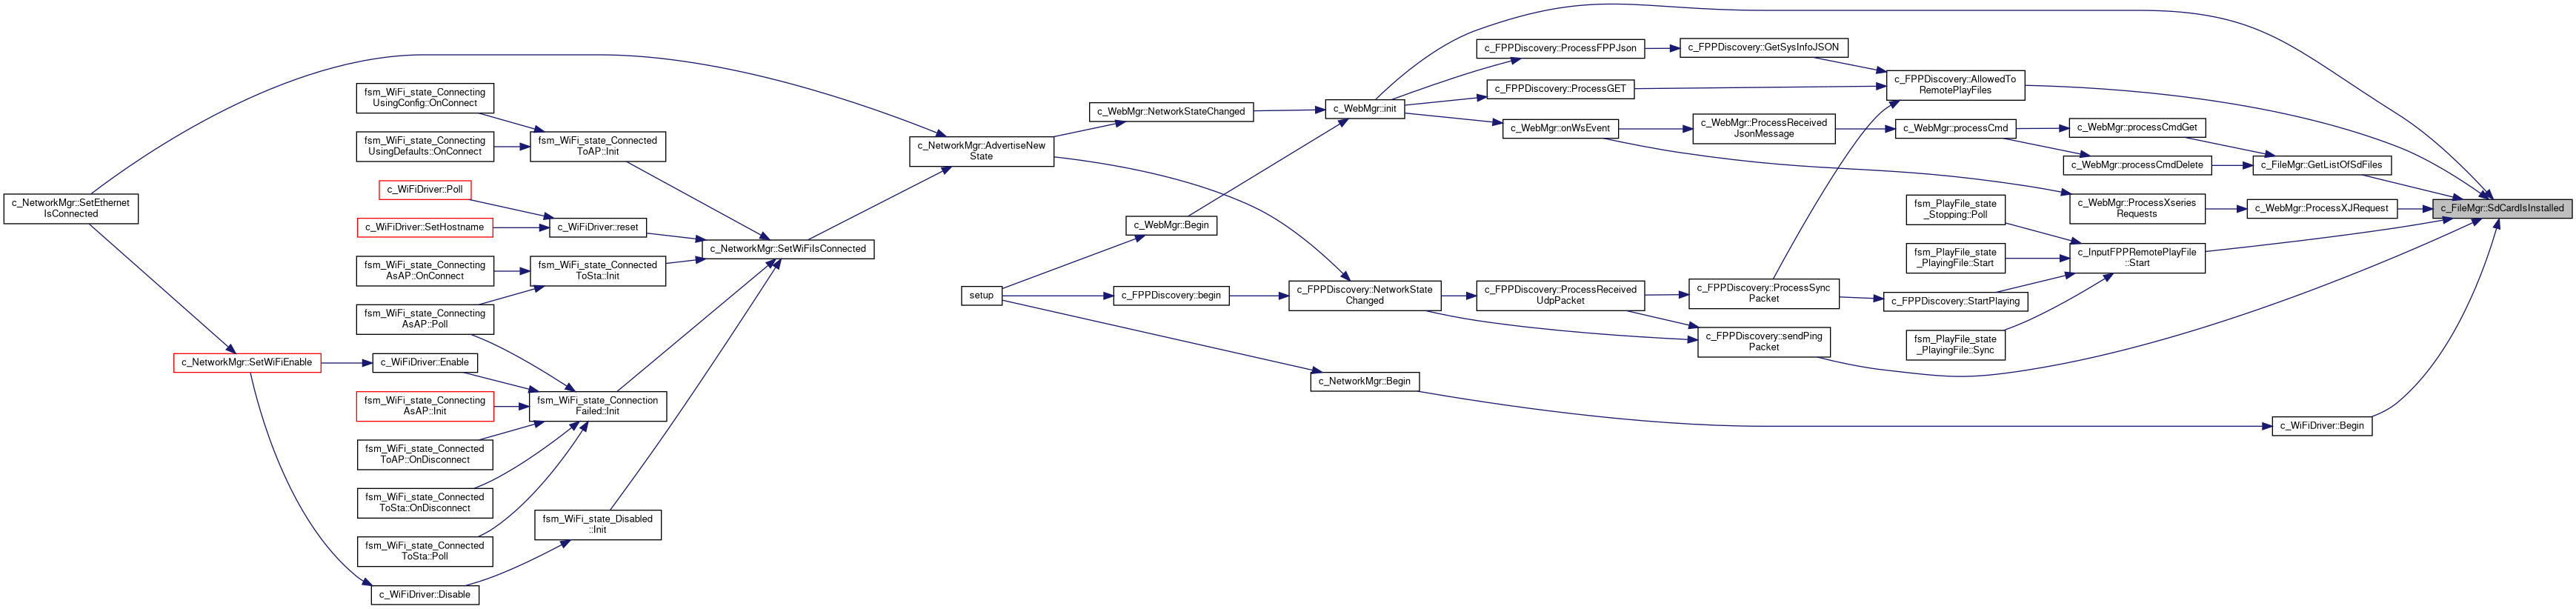 c_NetworkMgr::SetEthernet
IsConnected
c_NetworkMgr::SetWiFiEnable
fsm_WiFi_state_Connecting
UsingConfig::OnConnect
fsm_WiFi_state_Connecting
UsingDefaults::OnConnect
c_WiFiDriver::Poll
c_WiFiDriver::SetHostname
fsm_WiFi_state_Connecting
AsAP::OnConnect
fsm_WiFi_state_Connecting
AsAP::Poll
c_WiFiDriver::Enable
fsm_WiFi_state_Connecting
AsAP::Init
fsm_WiFi_state_Connected
ToAP::OnDisconnect
fsm_WiFi_state_Connected
ToSta::OnDisconnect
fsm_WiFi_state_Connected
ToSta::Poll
c_WiFiDriver::Disable
fsm_WiFi_state_Connected
ToAP::Init
c_WiFiDriver::reset
fsm_WiFi_state_Connected
ToSta::Init
fsm_WiFi_state_Connection
Failed::Init
fsm_WiFi_state_Disabled
::Init
c_NetworkMgr::SetWiFiIsConnected
c_NetworkMgr::AdvertiseNew
State
setup
c_WebMgr::NetworkStateChanged
c_WebMgr::Begin
c_FPPDiscovery::begin
c_WebMgr::init
c_FPPDiscovery::NetworkState
Changed
c_NetworkMgr::Begin
c_FPPDiscovery::ProcessFPPJson
c_FPPDiscovery::ProcessGET
c_WebMgr::onWsEvent
c_FPPDiscovery::ProcessReceived
UdpPacket
c_FPPDiscovery::GetSysInfoJSON
c_WebMgr::ProcessReceived
JsonMessage
c_FPPDiscovery::ProcessSync
Packet
c_FPPDiscovery::sendPing
Packet
c_FPPDiscovery::AllowedTo
RemotePlayFiles
c_WebMgr::processCmd
fsm_PlayFile_state
_Stopping::Poll
fsm_PlayFile_state
_PlayingFile::Start
c_FPPDiscovery::StartPlaying
fsm_PlayFile_state
_PlayingFile::Sync
c_WebMgr::processCmdGet
c_WebMgr::processCmdDelete
c_WebMgr::ProcessXseries
Requests
c_InputFPPRemotePlayFile
::Start
c_FileMgr::GetListOfSdFiles
c_WebMgr::ProcessXJRequest
c_WiFiDriver::Begin
c_FileMgr::SdCardIsInstalled